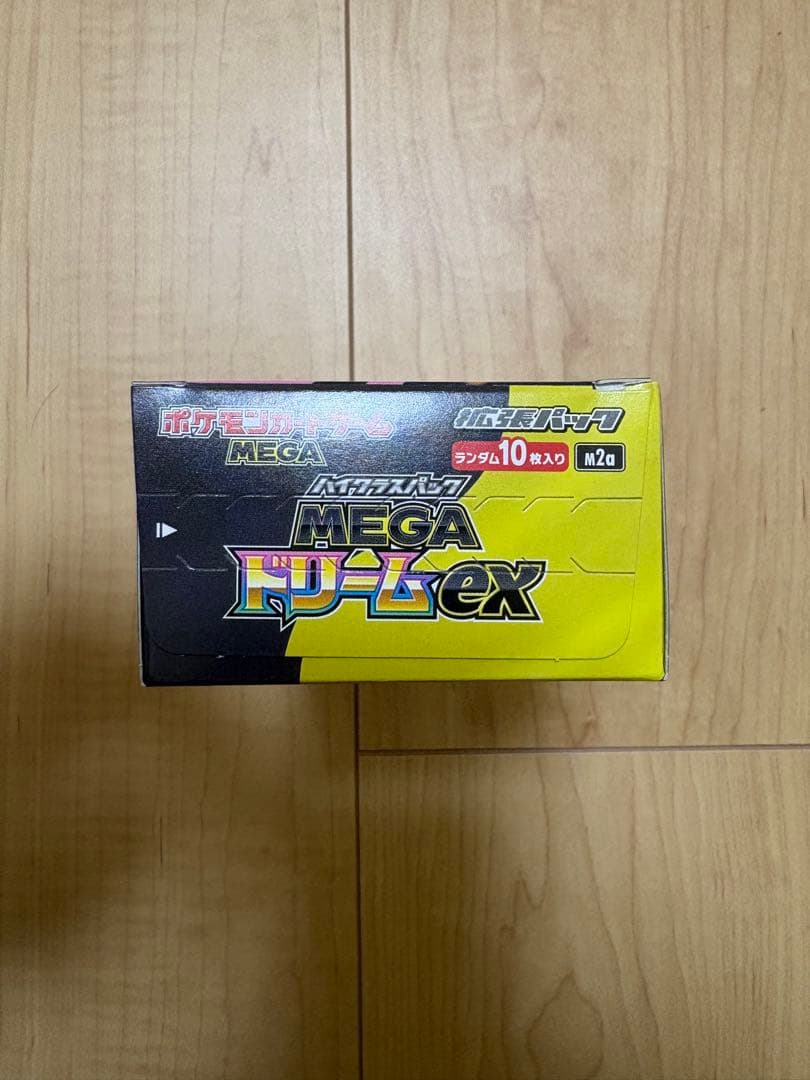 ポケモンカードゲーム
MEGA
拡張パック
ランダム10枚入り
M2a
ハイクラスパック
MEGA
ドリームex